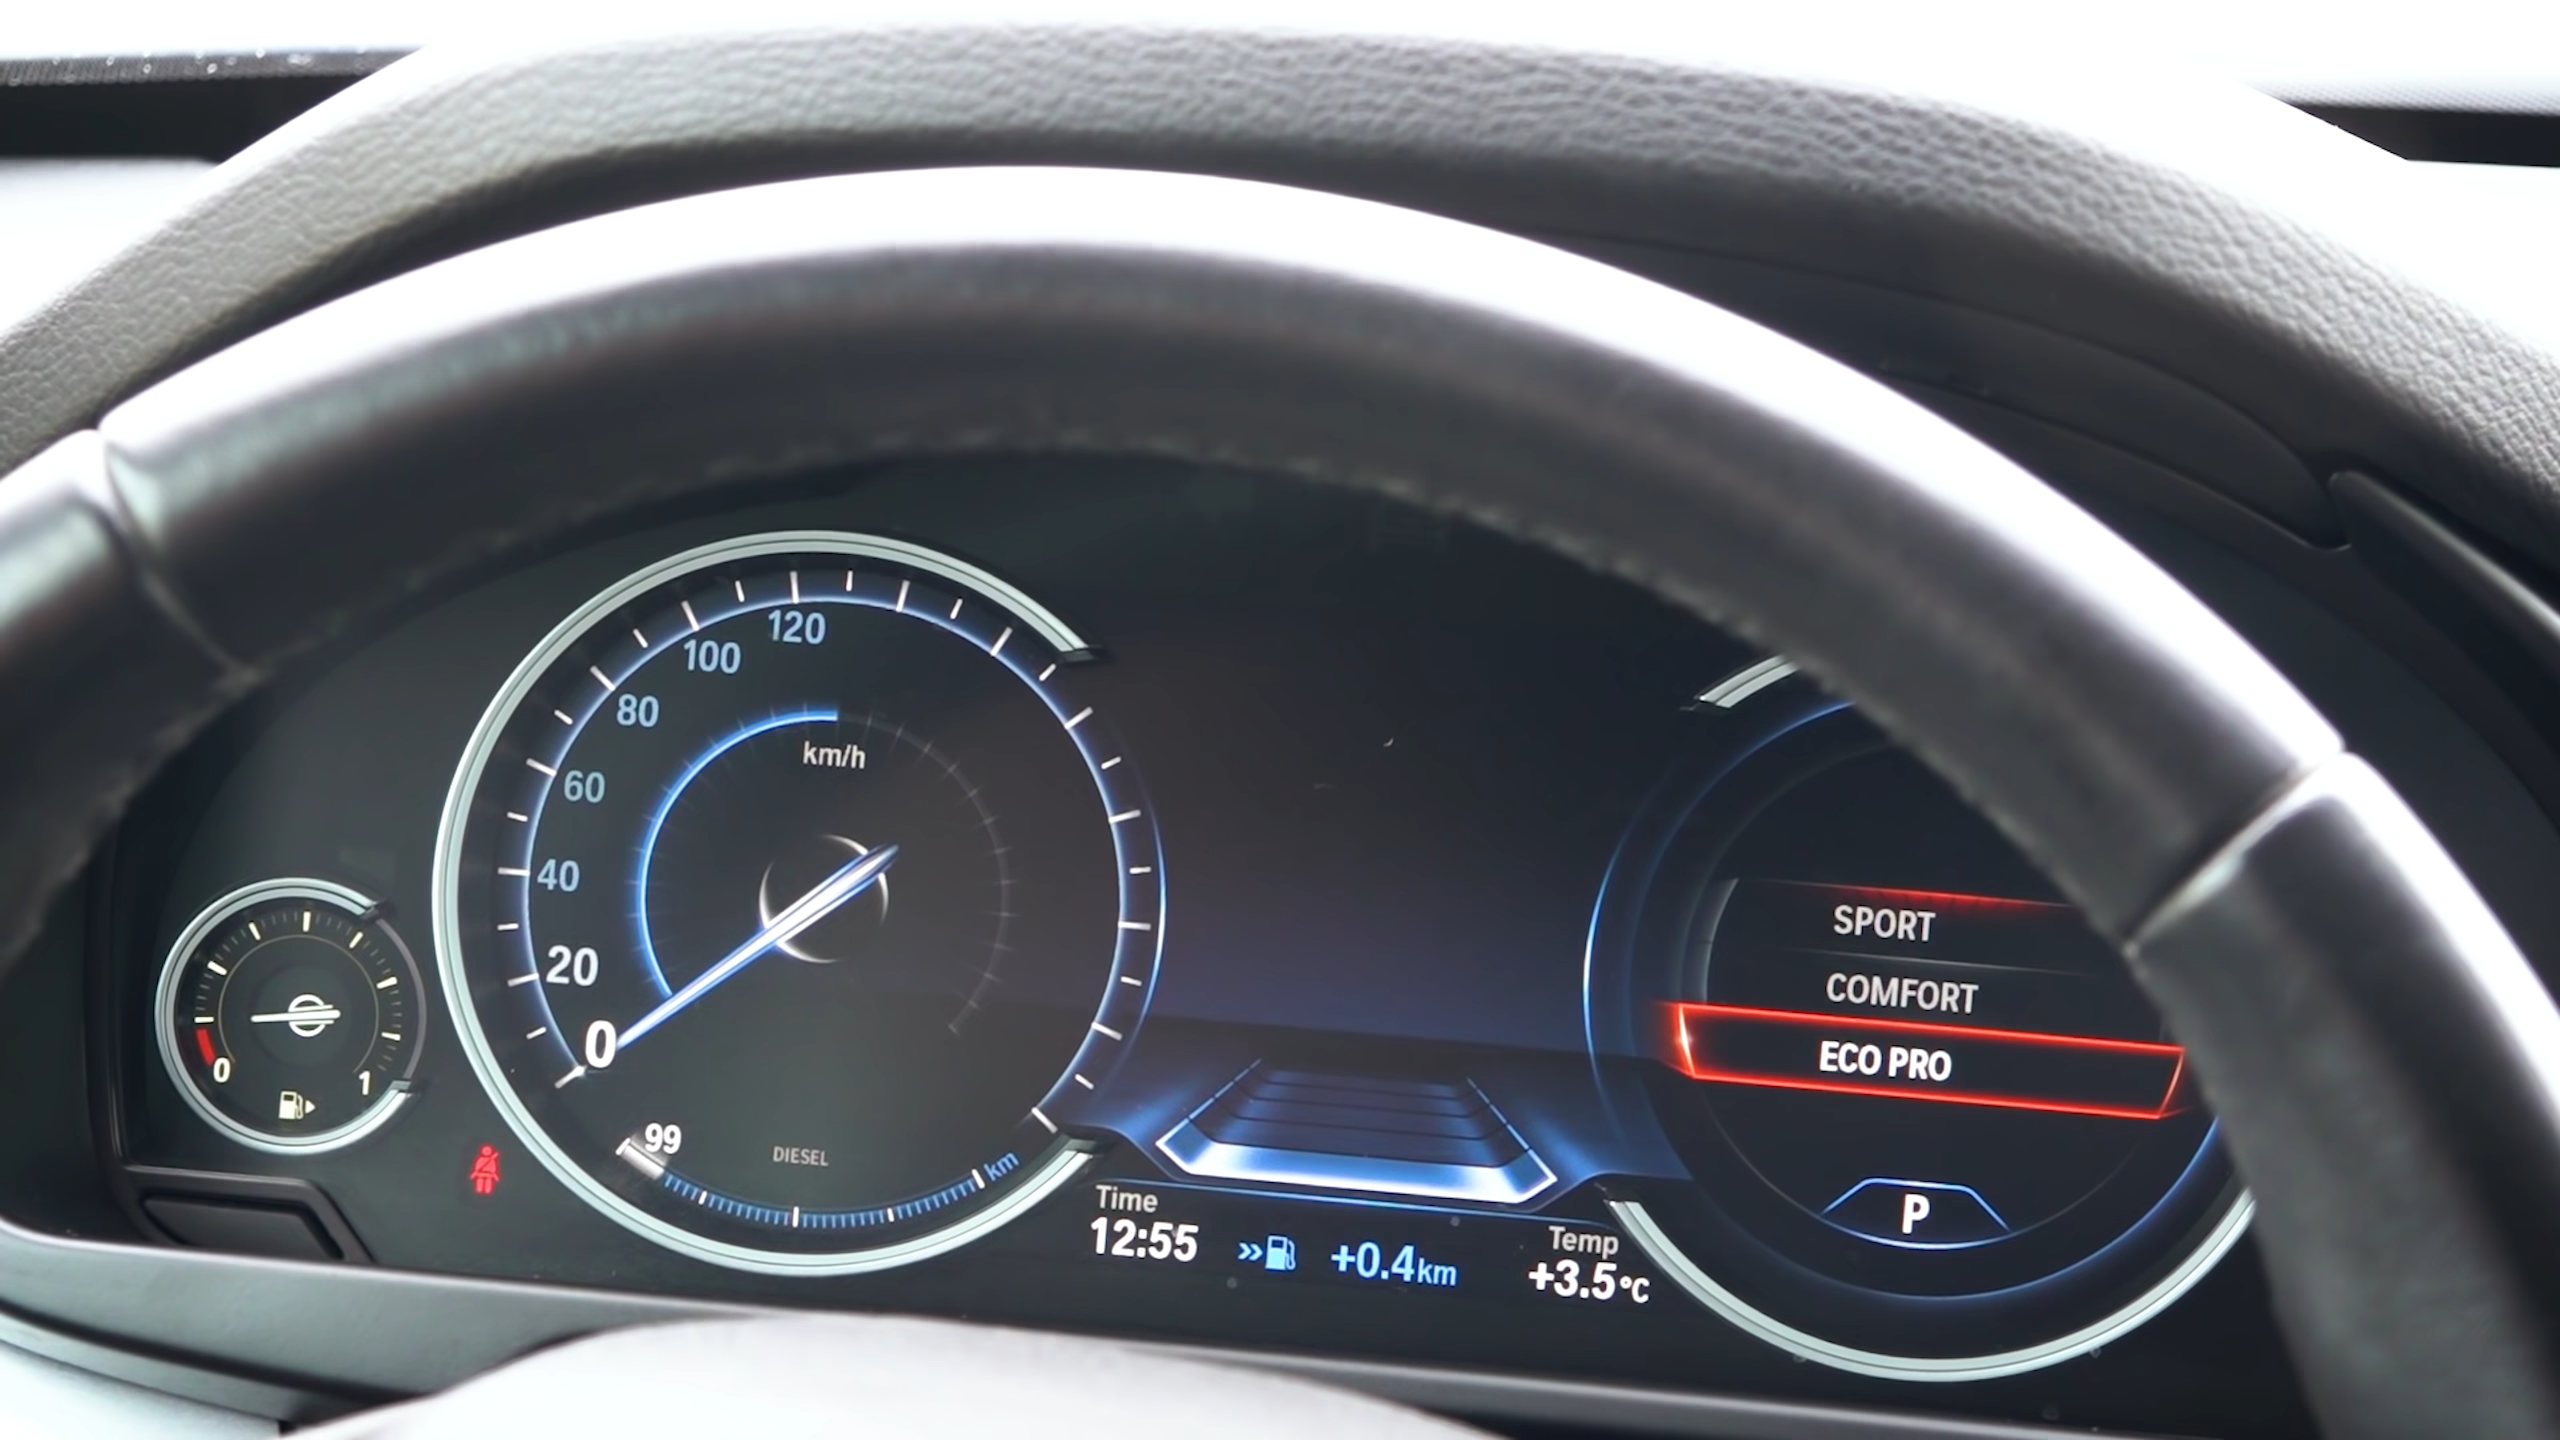 120
100
80
60
40
20
0
km/h
0
1
99
DIESEL
km
Time
12:55
+0.4km
Temp
+3.5°C
SPORT
COMFORT
ECO PRO
P